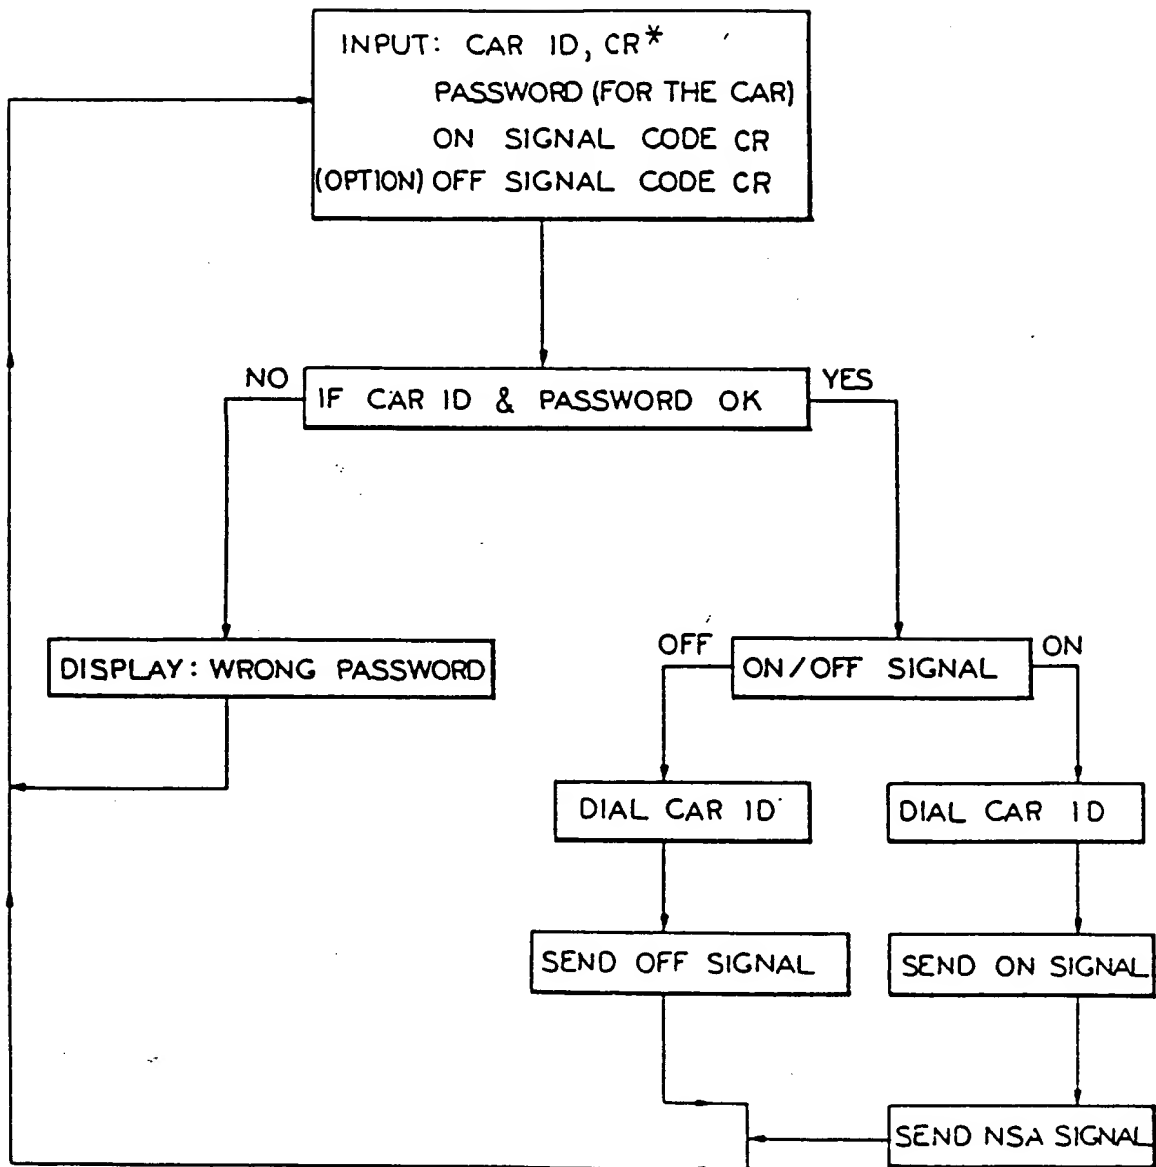 INPUT: CAR ID, CR*
PASSWORD (FOR THE CAR)
ON SIGNAL CODE CR
(OPTION) OFF SIGNAL CODE CR
NO
IF CAR ID & PASSWORD OK
YES
DISPLAY: WRONG PASSWORD
OFF
ON/OFF SIGNAL
ON
DIAL CAR ID
DIAL CAR ID
SEND OFF SIGNAL
SEND ON SIGNAL
SEND NSA SIGNAL